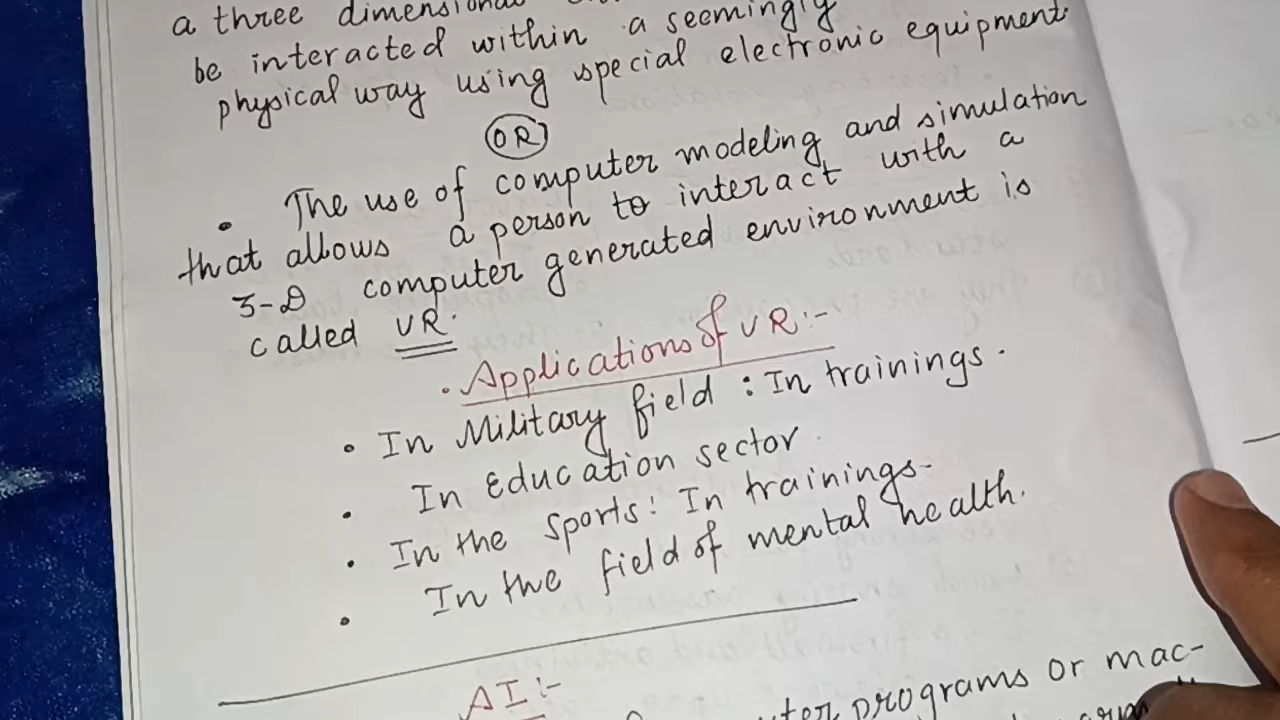 a three dimensional
be interacted within a seemingly
physical way using special electronic equipment.
OR
• The use of computer modeling and simulation
that allows a person to interact with a
3-D computer generated environment is
called VR.
• Applications of VR:-
• In Military field : In trainings.
• In Education sector.
• In the sports: In trainings-
• In the field of mental health.
AI:-
programs or mac-